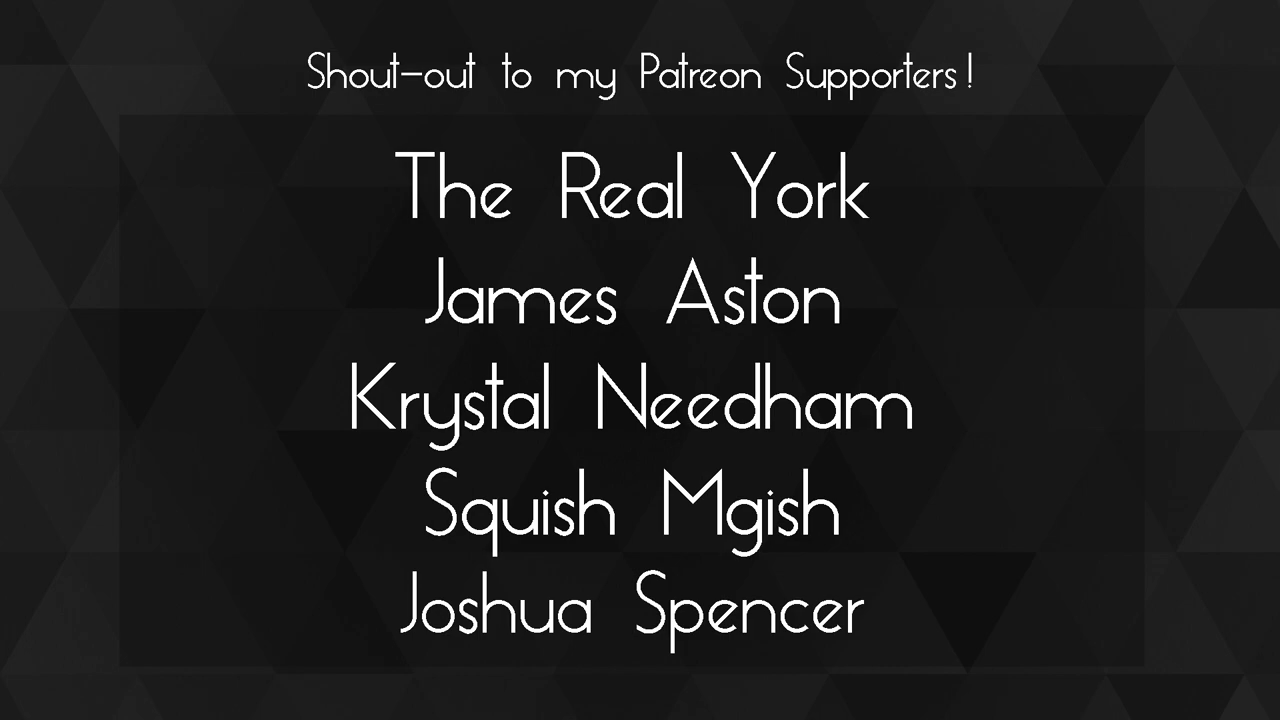 Shout-out to my Patreon Supporters!
The Real York
James Aston
Krystal Needham
Squish Mgish
Joshua Spencer